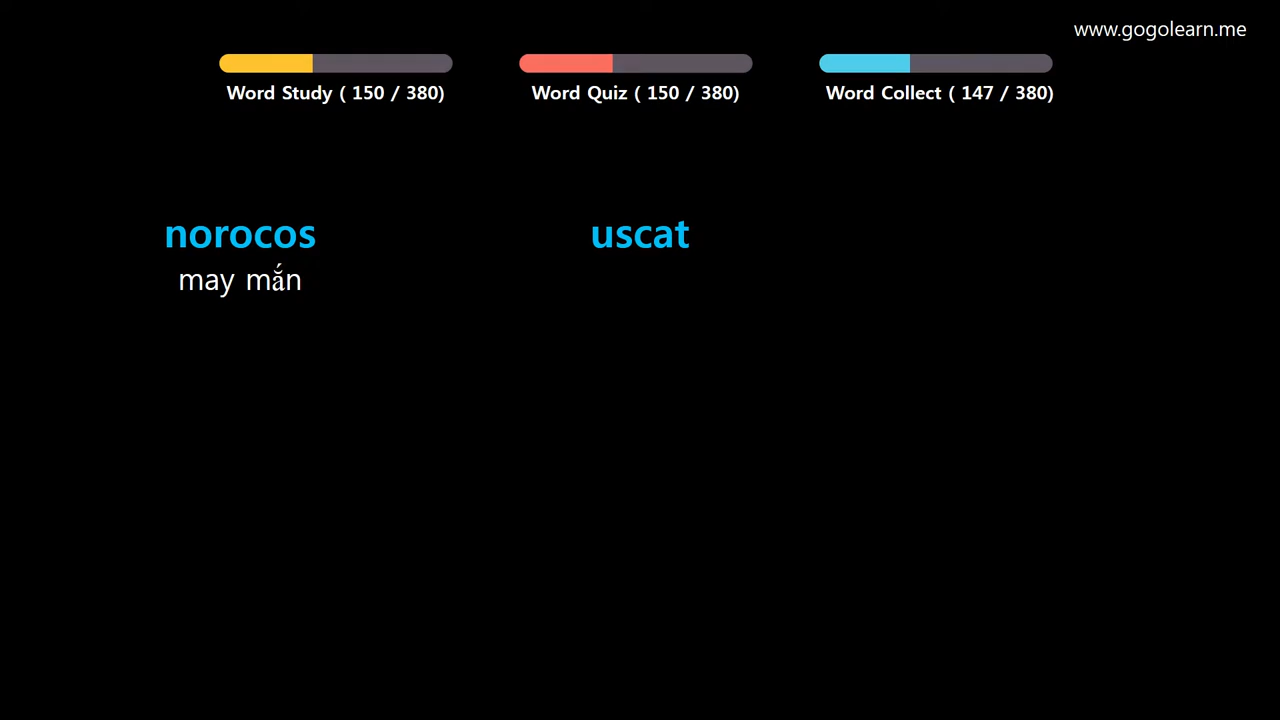 www.gogolearn.me
Word Study ( 150 / 380)
Word Quiz ( 150 / 380)
Word Collect ( 147 / 380)
norocos
may mắn
uscat